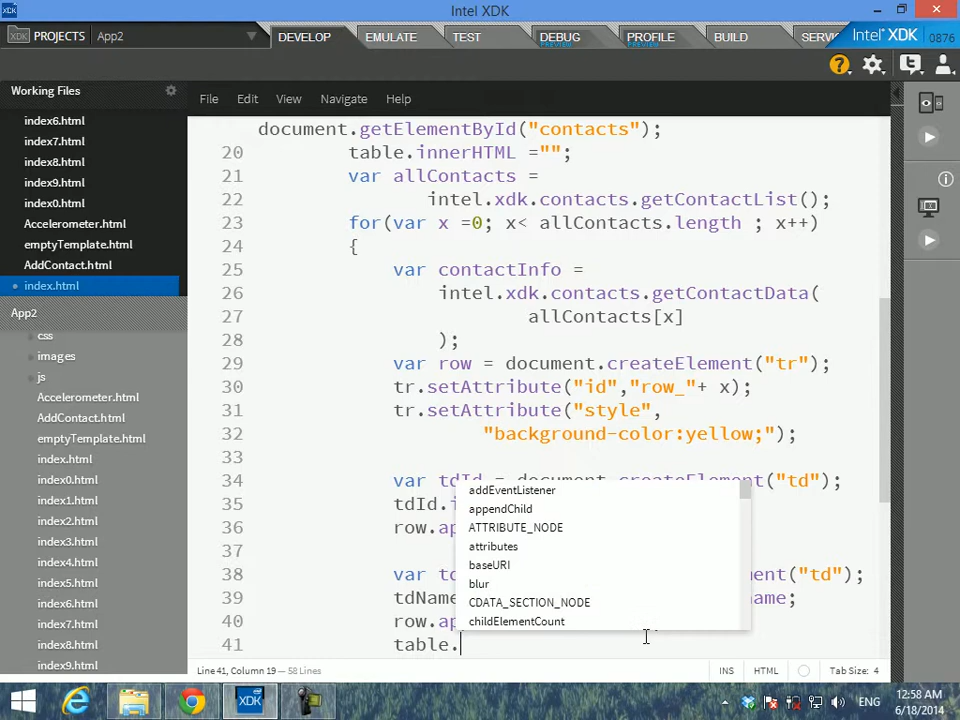 XDK
Intel XDK
XDK PROJECTS App2
DEVELOP EMULATE TEST DEBUG PREVIEW PROFILE PREVIEW BUILD Intel XDK 0876
Working Files
File Edit View Navigate Help
index6.html
index7.html
index8.html
index9.html
index0.html
Accelerometer.html
emptyTemplate.html
AddContact.html
index.html
App2
css
images
js
Accelerometer.html
AddContact.html
emptyTemplate.html
index.html
index0.html
index1.html
index2.html
index3.html
index4.html
index5.html
index6.html
index7.html
index8.html
index9.html
document.getElementById("contacts");
20 table.innerHTML ="";
21 var allContacts =
22 intel.xdk.contacts.getContactList();
23 for(var x =0; x< allContacts.length ; x++)
24 {
25 var contactInfo =
26 intel.xdk.contacts.getContactData(
27 allContacts[x]
28 );
29 var row = document.createElement("tr");
30 tr.setAttribute("id","row_"+ x);
31 tr.setAttribute("style",
32 "background-color:yellow;");
33
34 var tdId = document.createElement("td");
35 tdId.
36 row.ap
37
38 var td ment("td");
39 tdName ame;
40 row.ap
41 table.
addEventListener
appendChild
ATTRIBUTE_NODE
attributes
baseURI
blur
CDATA_SECTION_NODE
childElementCount
Line 41, Column 19 — 58 Lines
INS HTML Tab Size: 4
XDK
ENG
12:58 AM
6/18/2014